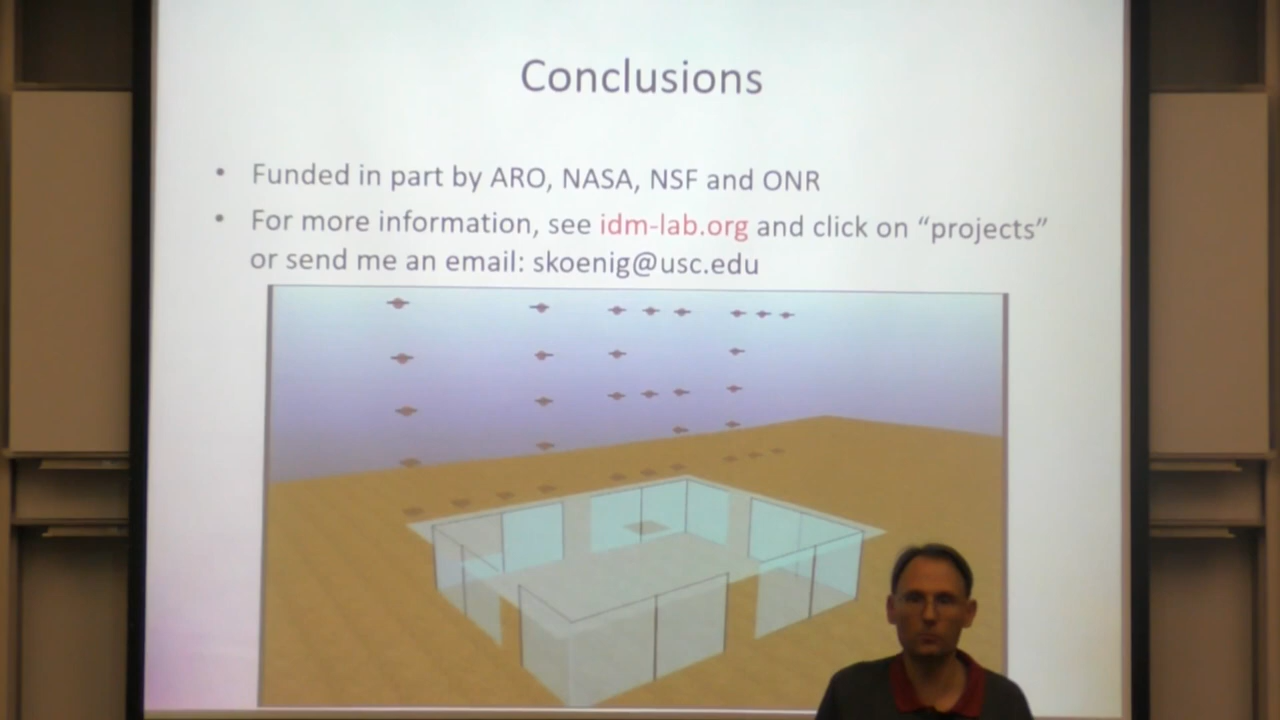 Conclusions
• Funded in part by ARO, NASA, NSF and ONR
• For more information, see idm-lab.org and click on “projects”
or send me an email: skoenig@usc.edu